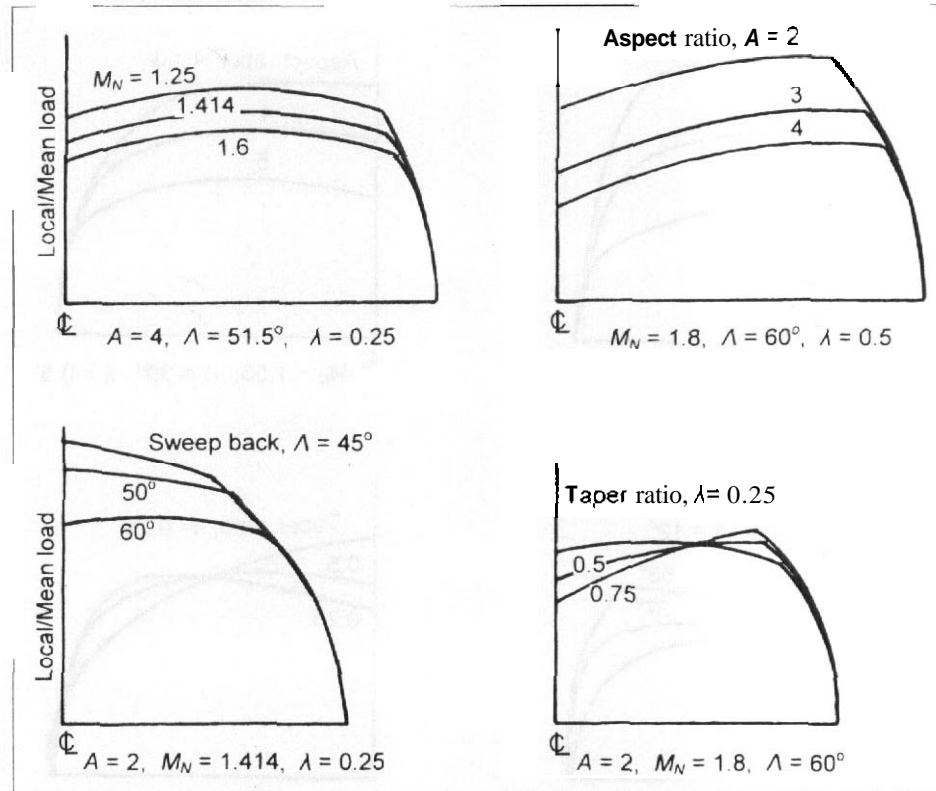 Local/Mean load
M_N = 1.25
1.414
1.6
℄
A = 4, Λ = 51.5°, λ = 0.25
Aspect ratio, A = 2
3
4
℄
M_N = 1.8, Λ = 60°, λ = 0.5
Local/Mean load
Sweep back, Λ = 45°
50°
60°
℄
A = 2, M_N = 1.414, λ = 0.25
Taper ratio, λ = 0.25
0.5
0.75
℄
A = 2, M_N = 1.8, Λ = 60°